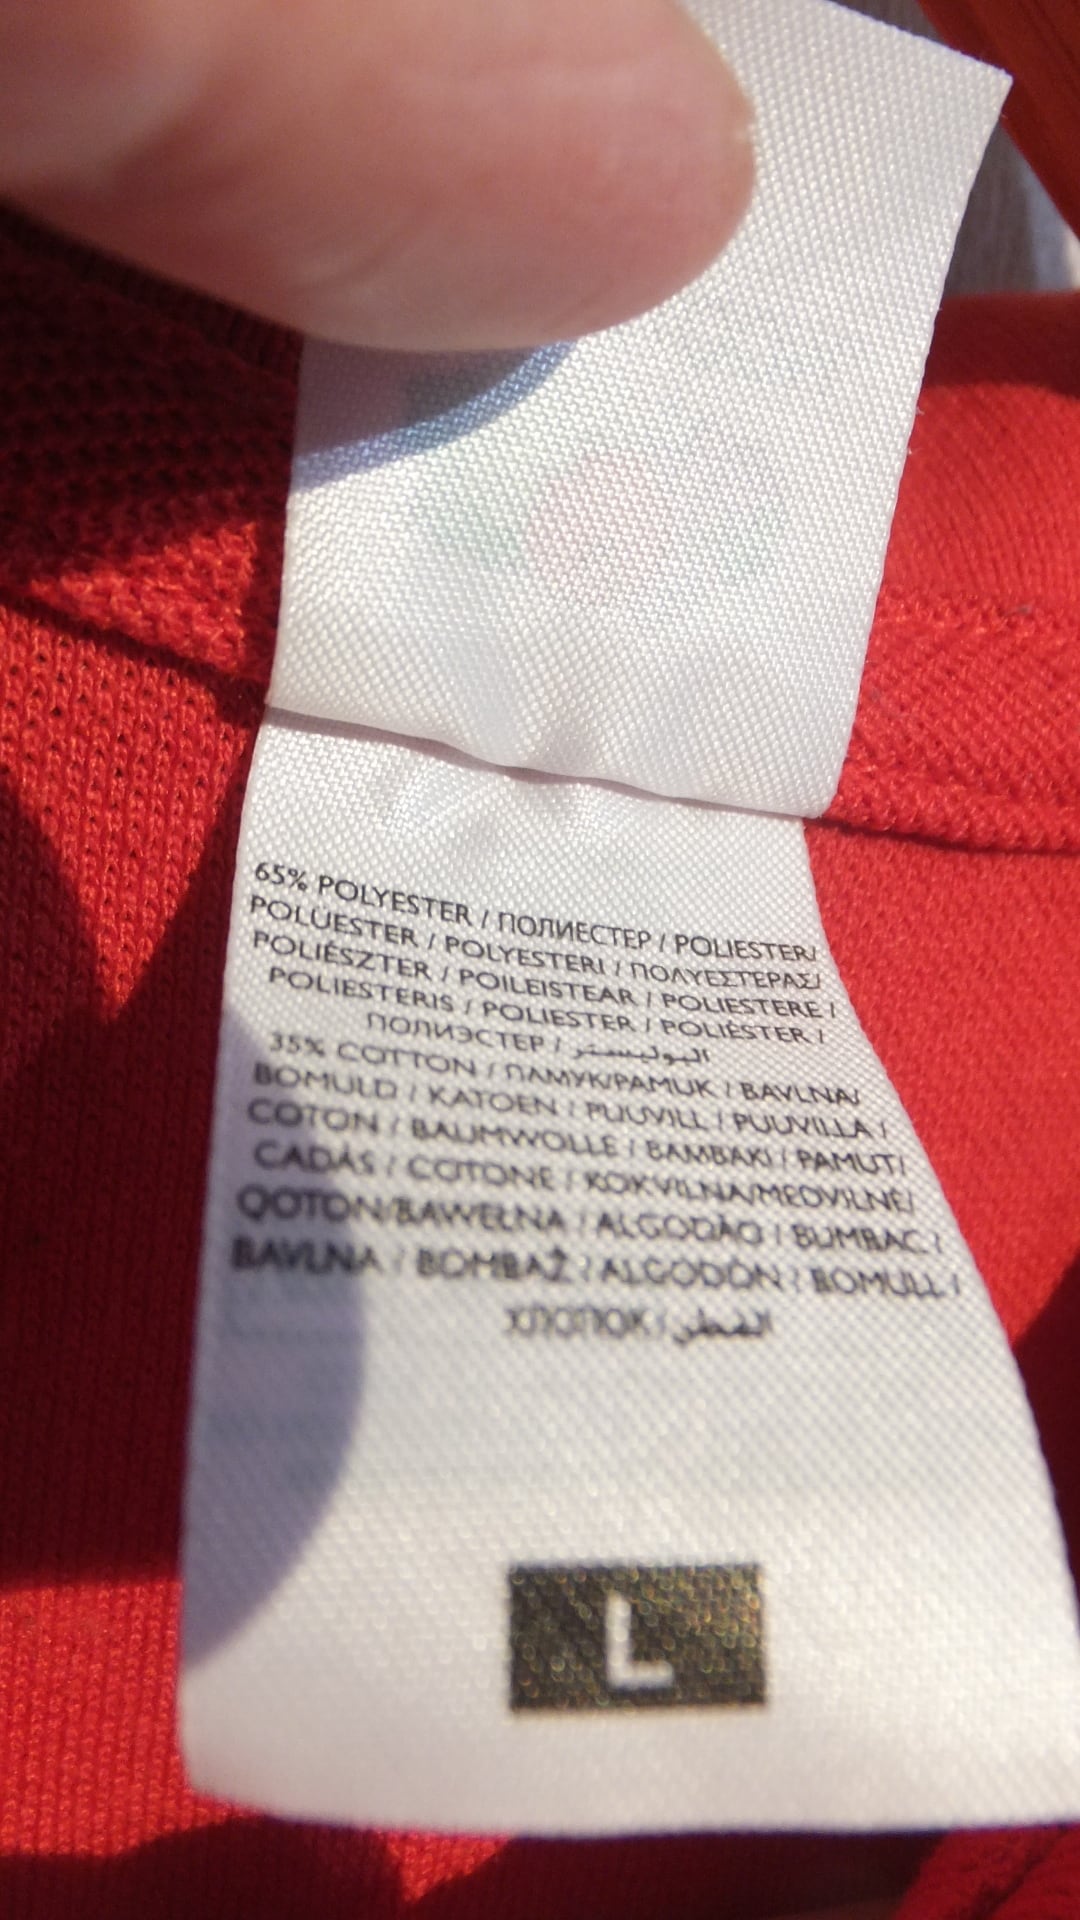 65% POLYESTER / ПОЛИЕСТЕР / POLIESTER/
POLÜESTER / POLYESTERI / ΠΟΛΥΕΣΤΕΡΑΣ/
POLIÉSZTER / POILEISTEAR / POLIESTERE /
POLIESTERIS / POLIESTER / POLIÉSTER /
ПОЛИЭСТЕР / البوليستر
35% COTTON / ПАМУК/PAMUK / BAVLNA/
BOMULD / KATOEN / PUUVILL / PUUVILLA /
COTON / BAUMWOLLE / BAMBAKI / PAMUT/
CADÁS / COTONE / KOKVILNA/MEDVILNĖ/
QOTON/BAWEŁNA / ALGODÃO / BUMBAC /
BAVLNA / BOMBAŽ / ALGODÓN / BOMULL /
ХЛОПОК / القطن
L